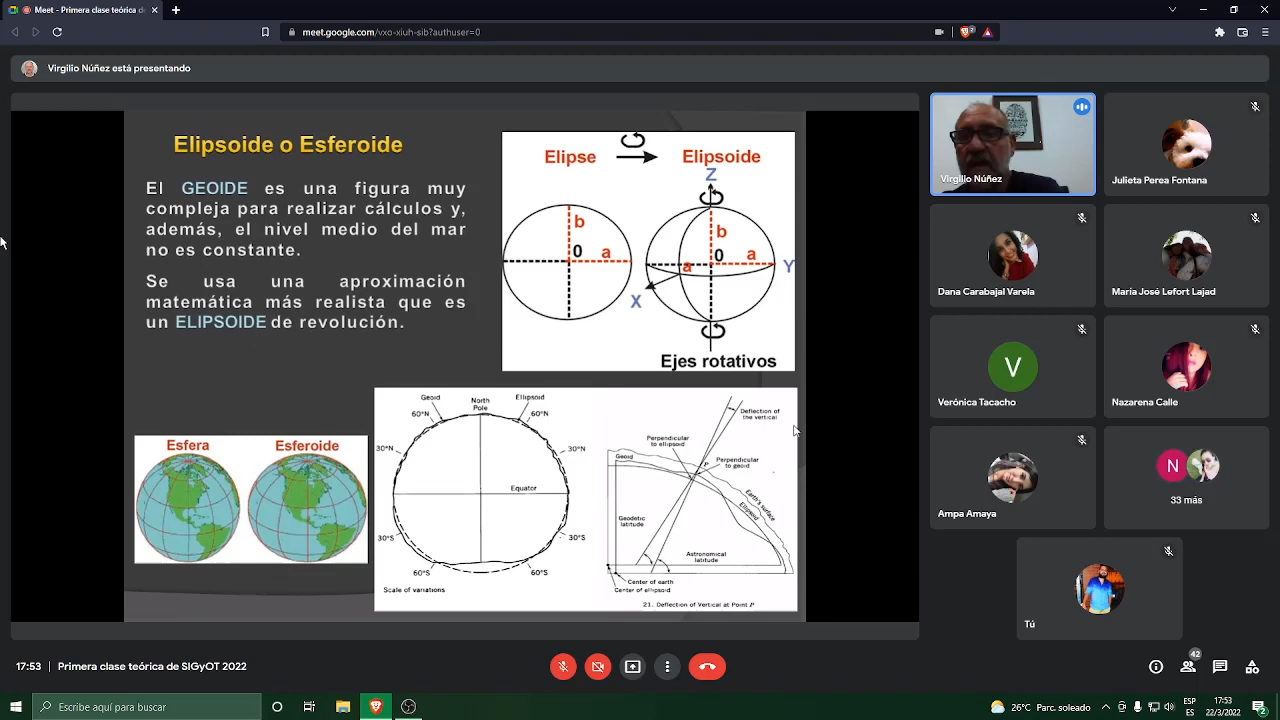 Meet - Primera clase teórica d
meet.google.com/vxo-xiuh-sib?authuser=0
Virgilio Núñez está presentando
Elipsoide o Esferoide
El GEOIDE es una figura muy
compleja para realizar cálculos y,
además, el nivel medio del mar
no es constante.
Se usa una aproximación
matemática más realista que es
un ELIPSOIDE de revolución.
Elipse
Elipsoide
Z
b
0
a
b
0
a
a
Y
X
Ejes rotativos
Esfera
Esferoide
Geoid
North
Pole
Ellipsoid
60°N
60°N
30°N
30°N
Equator
30°S
30°S
60°S
60°S
Scale of variations
Deflection of
the vertical
Perpendicular
to ellipsoid
Geoid
P
Perpendicular
to geoid
Earth's surface
Ellipsoid
Geodetic
latitude
Astronomical
latitude
Center of earth
Center of ellipsoid
21. Deflection of Vertical at Point P
Virgilio Núñez
Julieta Perea Fontana
Dana Carabajal Varela
María José Lefort Lajad
V
Verónica Tacacho
Nazarena Calle
Ampa Amaya
33 más
Tú
17:53 | Primera clase teórica de SIGyOT 2022
42
Escribe aquí para buscar
26°C Parc. soleado
ESP
17:53